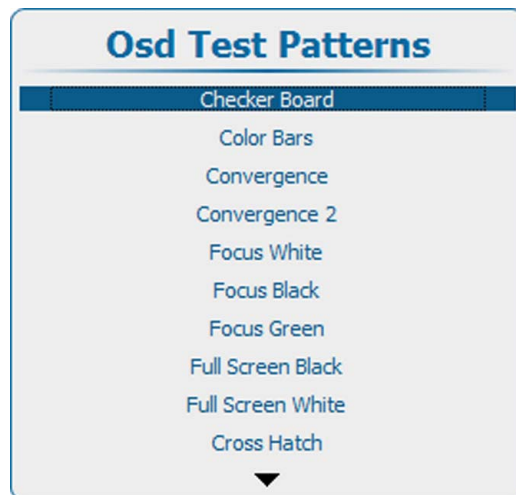 Osd Test Patterns
Checker Board
Color Bars
Convergence
Convergence 2
Focus White
Focus Black
Focus Green
Full Screen Black
Full Screen White
Cross Hatch